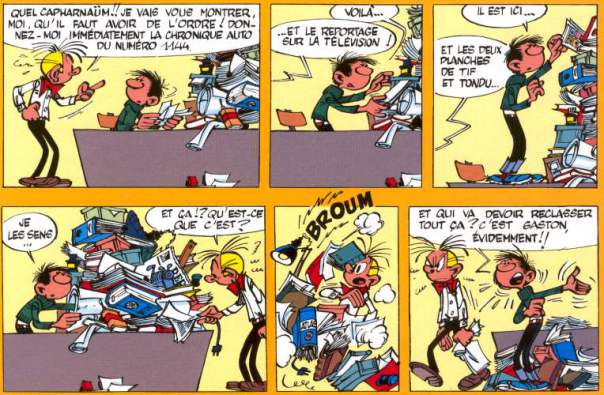 QUEL CAPHARNAÜM!!. JE VAIS VOUS MONTRER,
MOI, QU'IL FAUT AVOIR DE L'ORDRE! DON-
NEZ-MOI IMMÉDIATEMENT LA CHRONIQUE AUTO
DU NUMÉRO 1144.
VOILÀ...
...ET LE REPORTAGE
SUR LA TÉLÉVISION!
IL EST ICI...
ET LES DEUX
PLANCHES
DE TIF
ET TONDU...
JE
LES SENS...
ET ÇA!? QU'EST-CE
QUE C'EST?
BROUM
ET QUI VA DEVOIR RECLASSER
TOUT ÇA? C'EST GASTON,
ÉVIDEMMENT!!